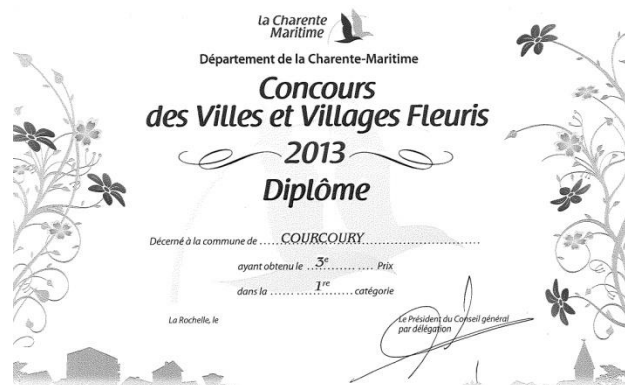 la Charente
Maritime
Département de la Charente-Maritime
Concours
des Villes et Villages Fleuris
2013
Diplôme
Décerné à la commune de ....COURCOURY..........................
ayant obtenu le ..3e............ Prix
dans la ...........1re........ catégorie
La Rochelle, le
Le Président du Conseil général
par délégation